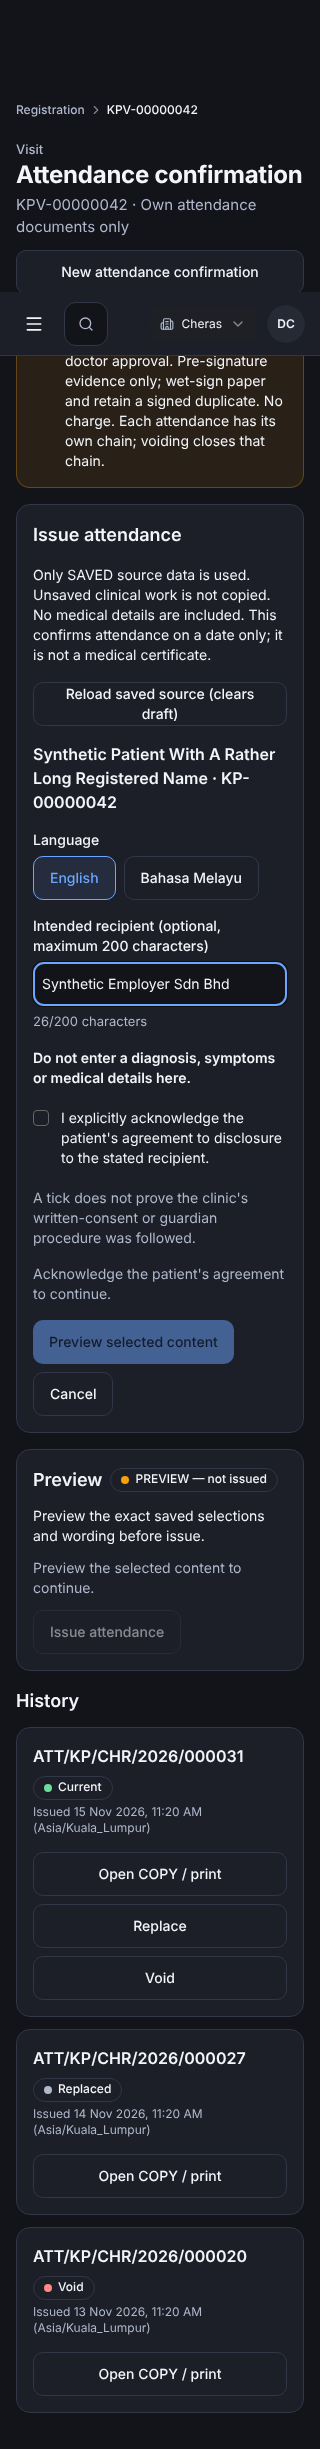 Registration > KPV-00000042
Visit
Attendance confirmation
KPV-00000042 · Own attendance
documents only
New attendance confirmation
Cheras
DC
doctor approval. Pre-signature
evidence only; wet-sign paper
and retain a signed duplicate. No
charge. Each attendance has its
own chain; voiding closes that
chain.
Issue attendance
Only SAVED source data is used.
Unsaved clinical work is not copied.
No medical details are included. This
confirms attendance on a date only; it
is not a medical certificate.
Reload saved source (clears
draft)
Synthetic Patient With A Rather
Long Registered Name · KP-
00000042
Language
English
Bahasa Melayu
Intended recipient (optional,
maximum 200 characters)
Synthetic Employer Sdn Bhd
26/200 characters
Do not enter a diagnosis, symptoms
or medical details here.
I explicitly acknowledge the
patient's agreement to disclosure
to the stated recipient.
A tick does not prove the clinic's
written-consent or guardian
procedure was followed.
Acknowledge the patient's agreement
to continue.
Preview selected content
Cancel
Preview
PREVIEW — not issued
Preview the exact saved selections
and wording before issue.
Preview the selected content to
continue.
Issue attendance
History
ATT/KP/CHR/2026/000031
Current
Issued 15 Nov 2026, 11:20 AM
(Asia/Kuala_Lumpur)
Open COPY / print
Replace
Void
ATT/KP/CHR/2026/000027
Replaced
Issued 14 Nov 2026, 11:20 AM
(Asia/Kuala_Lumpur)
Open COPY / print
ATT/KP/CHR/2026/000020
Void
Issued 13 Nov 2026, 11:20 AM
(Asia/Kuala_Lumpur)
Open COPY / print